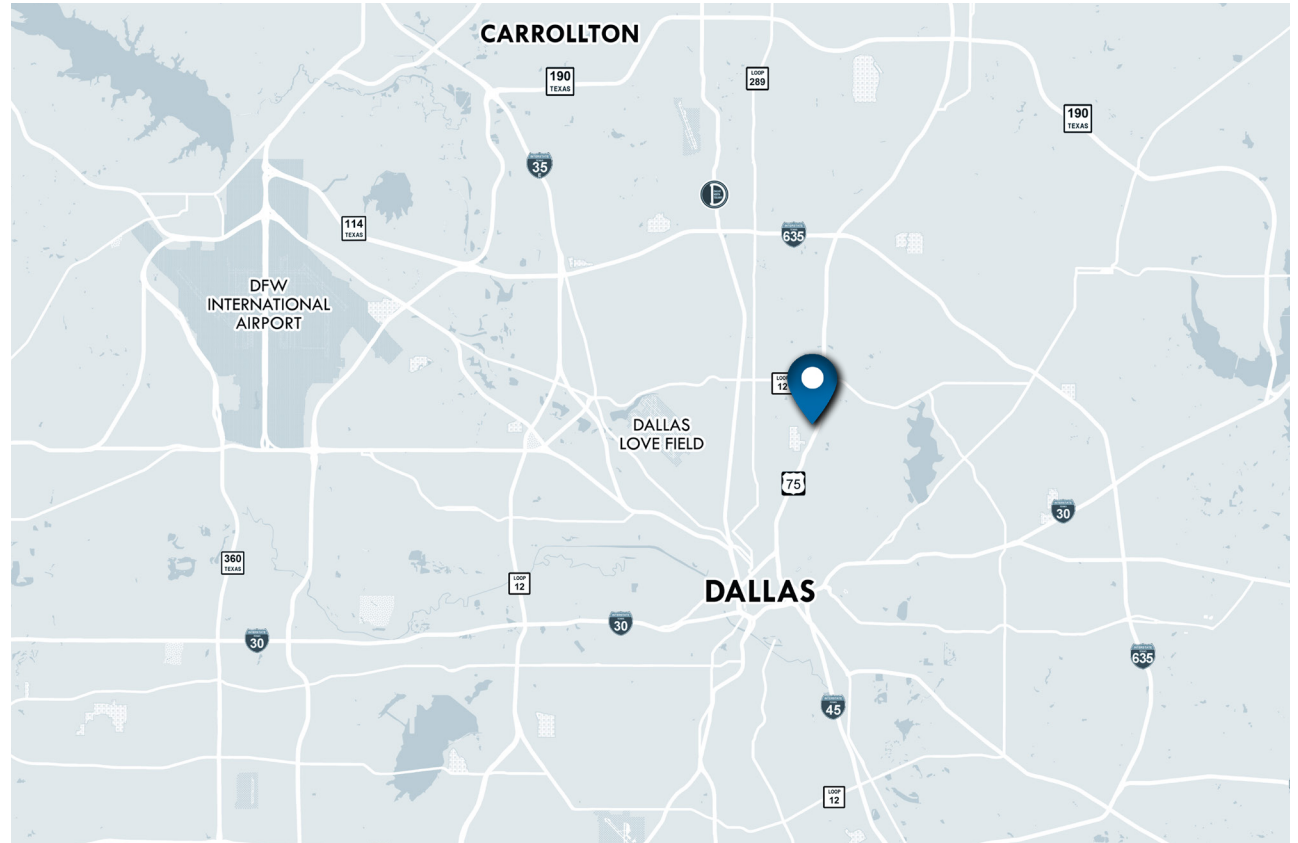 CARROLLTON
190
TEXAS
LOOP
289
190
TEXAS
35
E
114
TEXAS
635
DFW
INTERNATIONAL
AIRPORT
LOOP
12
DALLAS
LOVE FIELD
75
30
360
TEXAS
LOOP
12
DALLAS
30
30
635
45
LOOP
12